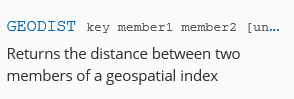 GEODIST key member1 member2 [un...
Returns the distance between two
members of a geospatial index